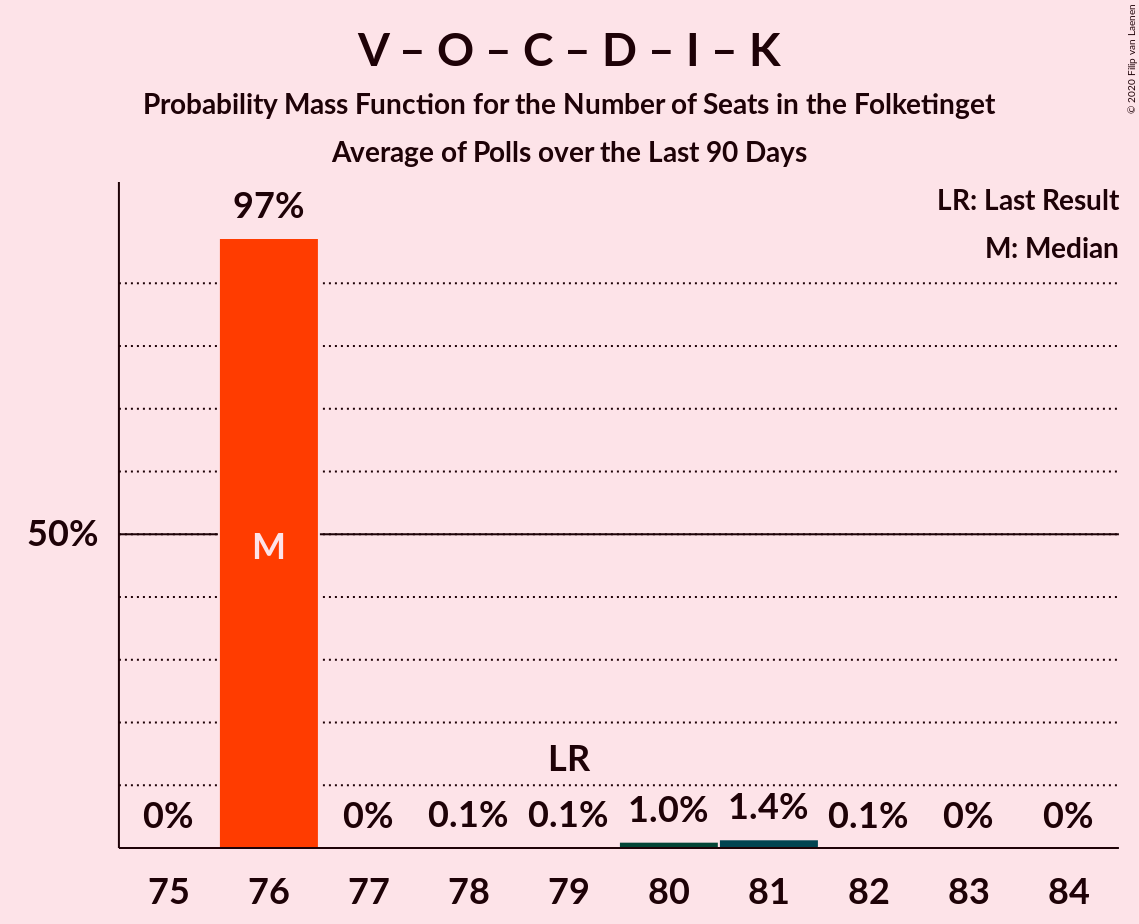 V – O – C – D – I – K
Probability Mass Function for the Number of Seats in the Folketinget
Average of Polls over the Last 90 Days
© 2020 Filip van Laenen
LR: Last Result
M: Median
97%
50%
M
LR
0% 0% 0.1% 0.1% 1.0% 1.4% 0.1% 0% 0%
75 76 77 78 79 80 81 82 83 84